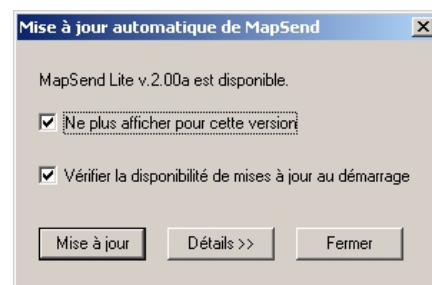 Mise à jour automatique de MapSend
MapSend Lite v.2.00a est disponible.
Ne plus afficher pour cette version
Vérifier la disponibilité de mises à jour au démarrage
Mise à jour
Détails >>
Fermer